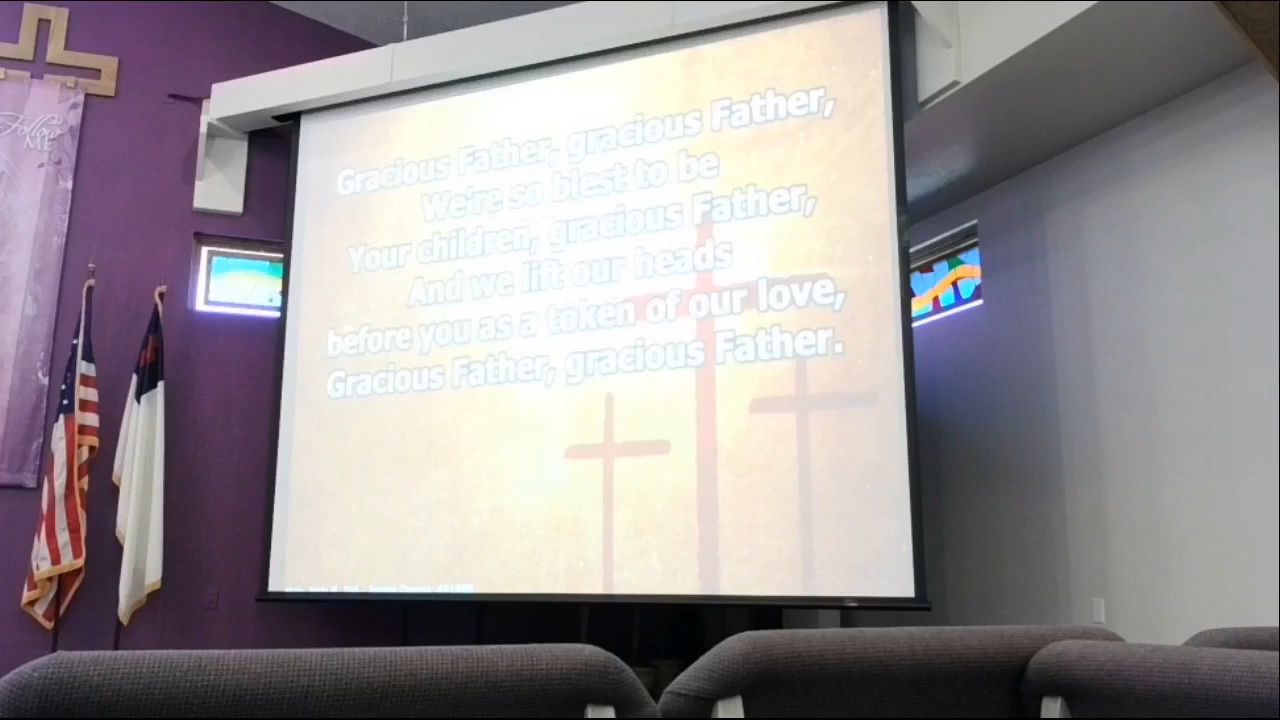 Follow
ME
Gracious Father, gracious Father,
We're so blest to be
Your children, gracious Father,
And we lift our heads
before you as a token of our love,
Gracious Father, gracious Father.